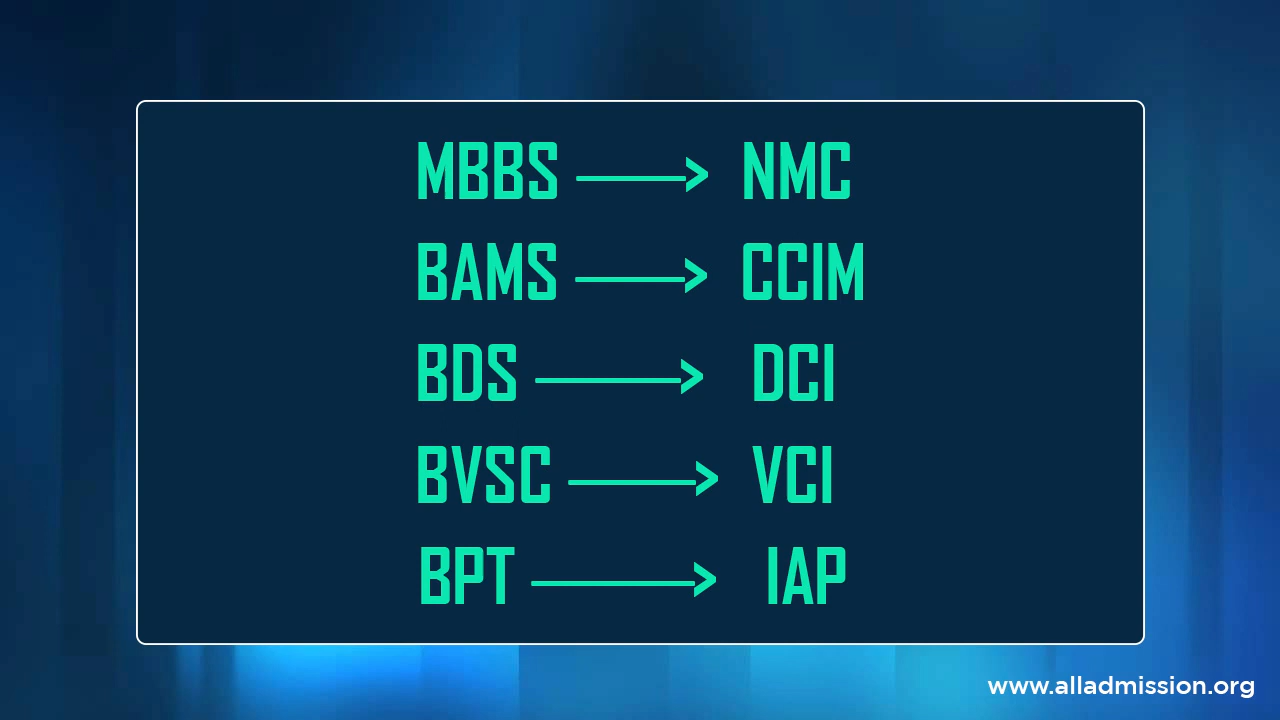 MBBS → NMC
BAMS → CCIM
BDS → DCI
BVSC → VCI
BPT → IAP
www.alladmission.org